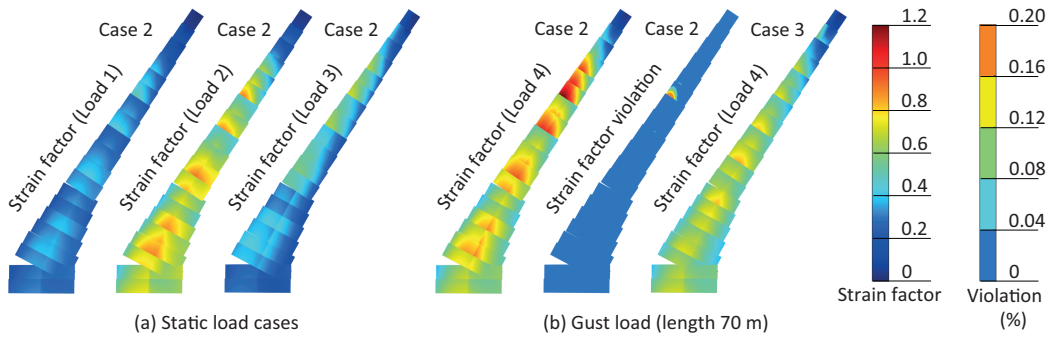 Case 2
Strain factor (Load 1)
Case 2
Strain factor (Load 2)
Case 2
Strain factor (Load 3)
(a) Static load cases
Case 2
Strain factor (Load 4)
Case 2
Strain factor violation
Case 3
Strain factor (Load 4)
(b) Gust load (length 70 m)
1.2
1.0
0.8
0.6
0.4
0.2
0
Strain factor
0.20
0.16
0.12
0.08
0.04
0
Violation
(%)